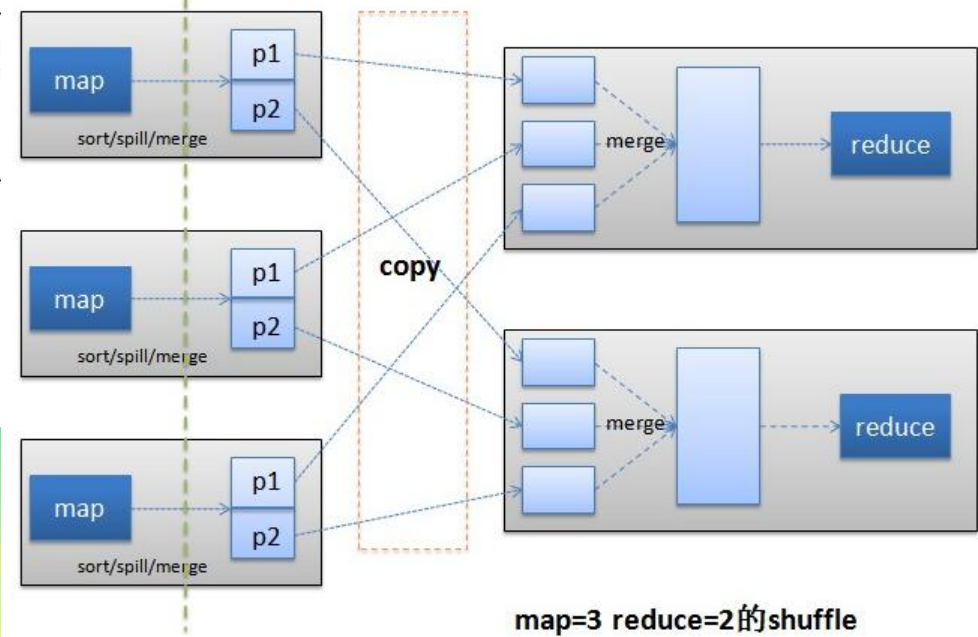 map
p1
p2
sort/spill/merge
map
p1
p2
sort/spill/merge
map
p1
p2
sort/spill/merge
copy
merge
reduce
merge
reduce
map=3 reduce=2的shuffle